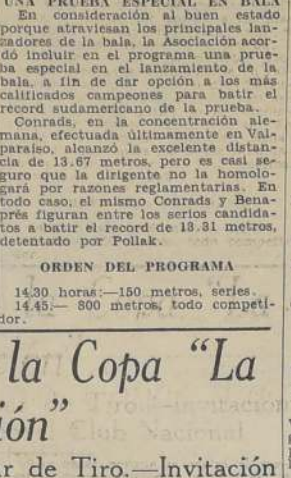 UNA PRUEBA ESPECIAL EN BALA
En consideración al buen estado
porque atraviesan los principales lan-
zadores de la bala, la Asociación acor-
dó incluir en el programa una prue-
ba especial en el lanzamiento de la
bala, a fin de dar opción a los más
calificados campeones para batir el
record sudamericano de la prueba.
Conrads, en la concentración ale-
mana, efectuada últimamente en Val-
paraíso, alcanzó la excelente distan-
cia de 13.67 metros, pero es casi se-
guro que la dirigente no la homolo-
gará por razones reglamentarias. En
todo caso, el mismo Conrads y Bena-
prés figuran entre los serios candida-
tos a batir el record de 13.31 metros,
detentado por Pollak.
ORDEN DEL PROGRAMA
14.30 horas:—150 metros, series.
14.45.— 800 metros, todo competi-
dor.
la Copa "La
ión"
ar de Tiro.—Invitación